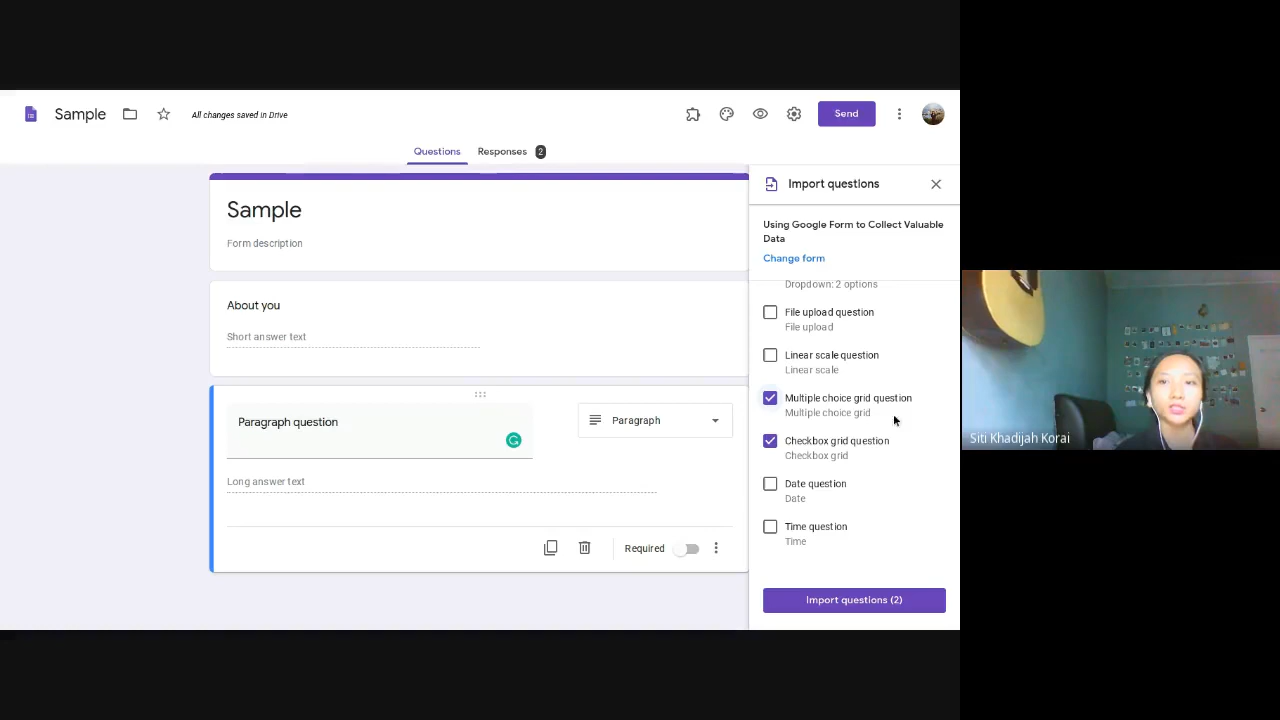 Sample
All changes saved in Drive
Send
Questions
Responses 2
Sample
Form description
About you
Short answer text
Paragraph question
Paragraph
Long answer text
Required
Import questions
Using Google Form to Collect Valuable
Data
Change form
Dropdown: 2 options
File upload question
File upload
Linear scale question
Linear scale
Multiple choice grid question
Multiple choice grid
Checkbox grid question
Checkbox grid
Date question
Date
Time question
Time
Import questions (2)
Siti Khadijah Korai